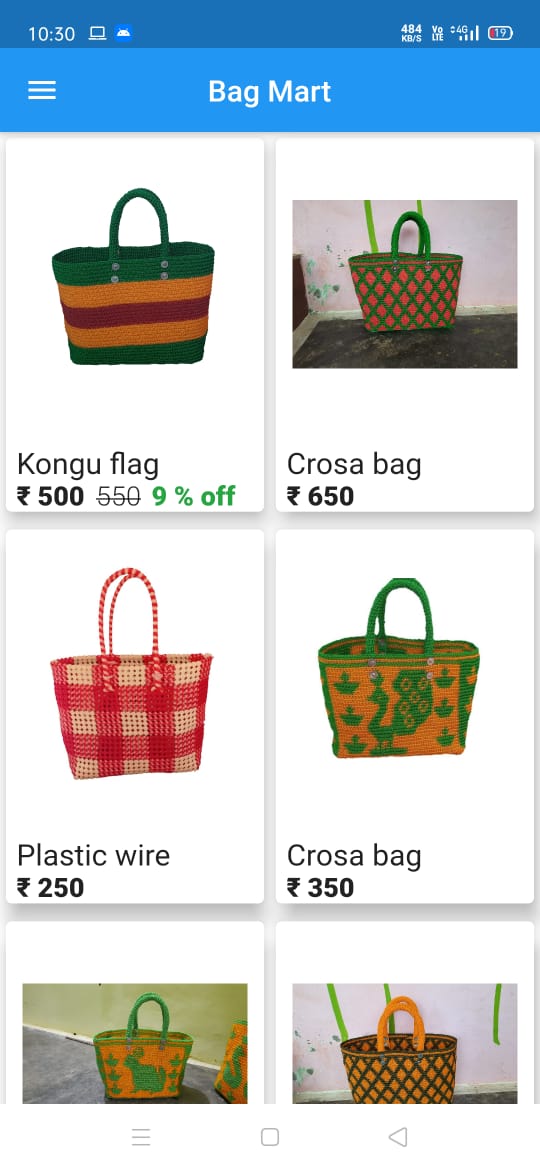 10:30 484 KB/S Vo LTE 4G 19
Bag Mart
Kongu flag
₹ 500 550 9 % off
Crosa bag
₹ 650
Plastic wire
₹ 250
Crosa bag
₹ 350